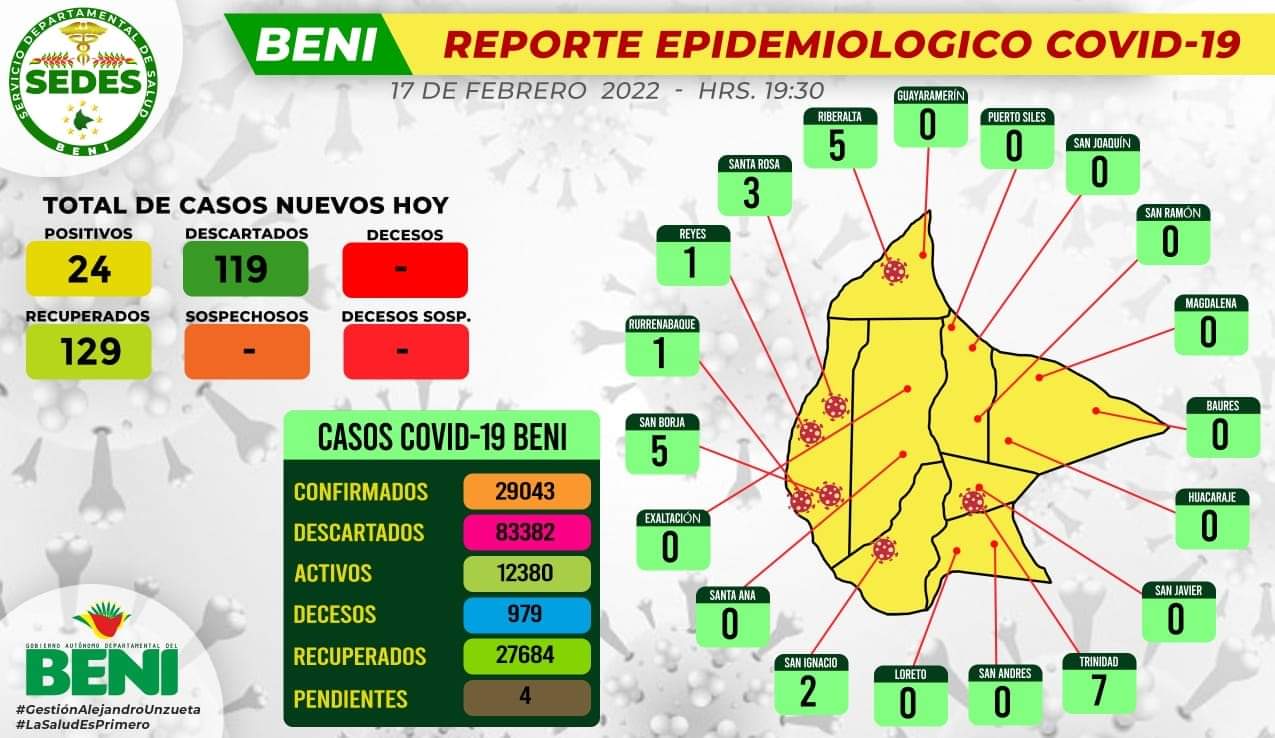 SERVICIO DEPARTAMENTAL DE SALUD
SEDES
BENI
BENI
REPORTE EPIDEMIOLOGICO COVID-19
17 DE FEBRERO 2022 - HRS. 19:30
TOTAL DE CASOS NUEVOS HOY
POSITIVOS
24
DESCARTADOS
119
DECESOS
-
RECUPERADOS
129
SOSPECHOSOS
-
DECESOS SOSP.
-
CASOS COVID-19 BENI
CONFIRMADOS 29043
DESCARTADOS 83382
ACTIVOS 12380
DECESOS 979
RECUPERADOS 27684
PENDIENTES 4
GUAYARAMERÍN
0
RIBERALTA
5
PUERTO SILES
0
SAN JOAQUÍN
0
SANTA ROSA
3
SAN RAMÓN
0
REYES
1
MAGDALENA
0
RURRENABAQUE
1
BAURES
0
SAN BORJA
5
HUACARAJE
0
EXALTACIÓN
0
SANTA ANA
0
SAN JAVIER
0
SAN IGNACIO
2
LORETO
0
SAN ANDRES
0
TRINIDAD
7
GOBIERNO AUTÓNOMO DEPARTAMENTAL DEL
BENI
#GestiónAlejandroUnzueta
#LaSaludEsPrimero